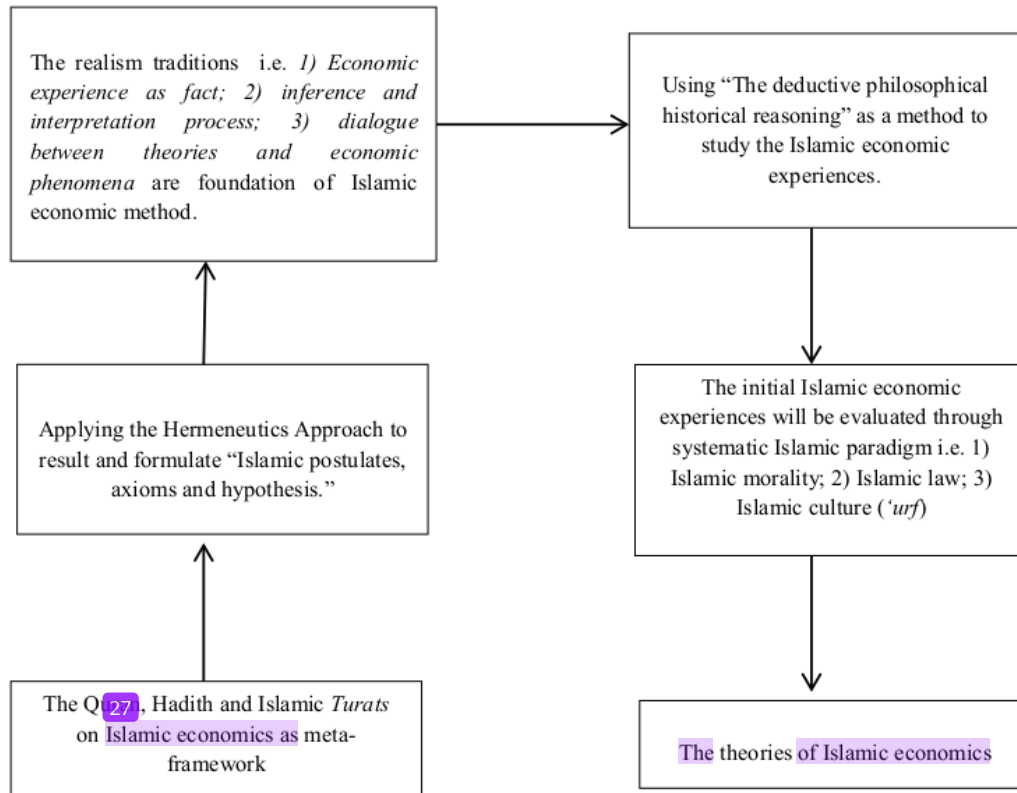 The realism traditions i.e. 1) Economic
experience as fact; 2) inference and
interpretation process; 3) dialogue
between theories and economic
phenomena are foundation of Islamic
economic method.
Using “The deductive philosophical
historical reasoning” as a method to
study the Islamic economic
experiences.
Applying the Hermeneutics Approach to
result and formulate “Islamic postulates,
axioms and hypothesis.”
The initial Islamic economic
experiences will be evaluated through
systematic Islamic paradigm i.e. 1)
Islamic morality; 2) Islamic law; 3)
Islamic culture (‘urf)
27
The Hadith and Islamic Turats
on Islamic economics as meta-
framework
The theories of Islamic economics